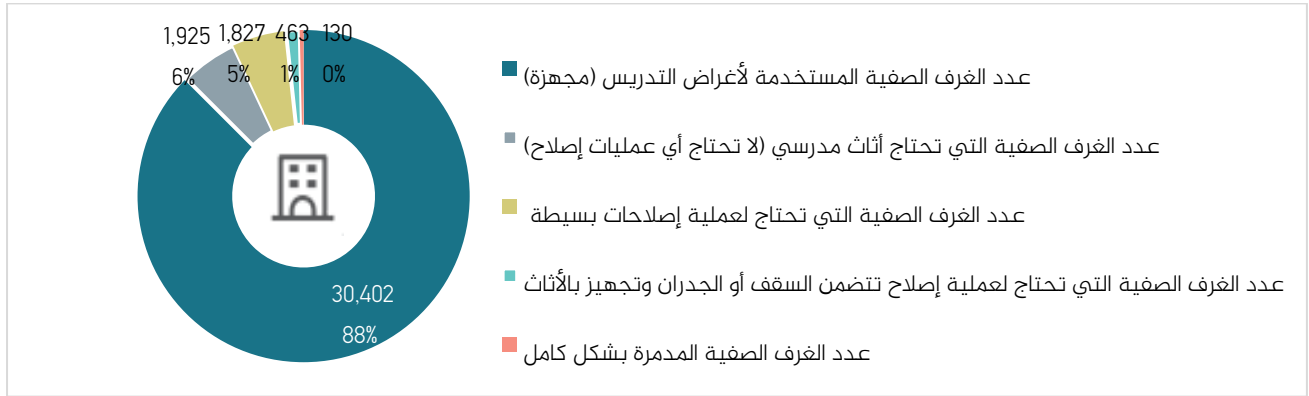 1,925 1,827 463 130
6% 5% 1% 0%
30,402
88%
عدد الغرف الصفية المستخدمة لأغراض التدريس (مجهزة)
عدد الغرف الصفية التي تحتاج أثاث مدرسي (لا تحتاج أي عمليات إصلاح)
عدد الغرف الصفية التي تحتاج لعملية إصلاحات بسيطة
عدد الغرف الصفية التي تحتاج لعملية إصلاح تتضمن السقف أو الجدران وتجهيز بالأثاث
عدد الغرف الصفية المدمرة بشكل كامل